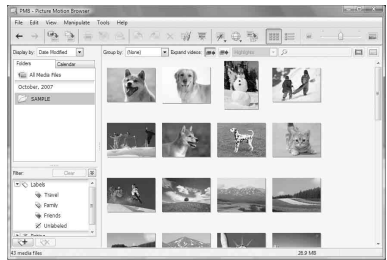 PMB - Picture Motion Browser
File Edit View Manipulate Tools Help
Display by: Date Modified
Group by: (None) Expand videos: Highlights
Folders Calendar
All Media Files
October, 2007
SAMPLE
Filter: Clear
Labels
Travel
Family
Friends
Unlabeled
43 media files
26.9 MB